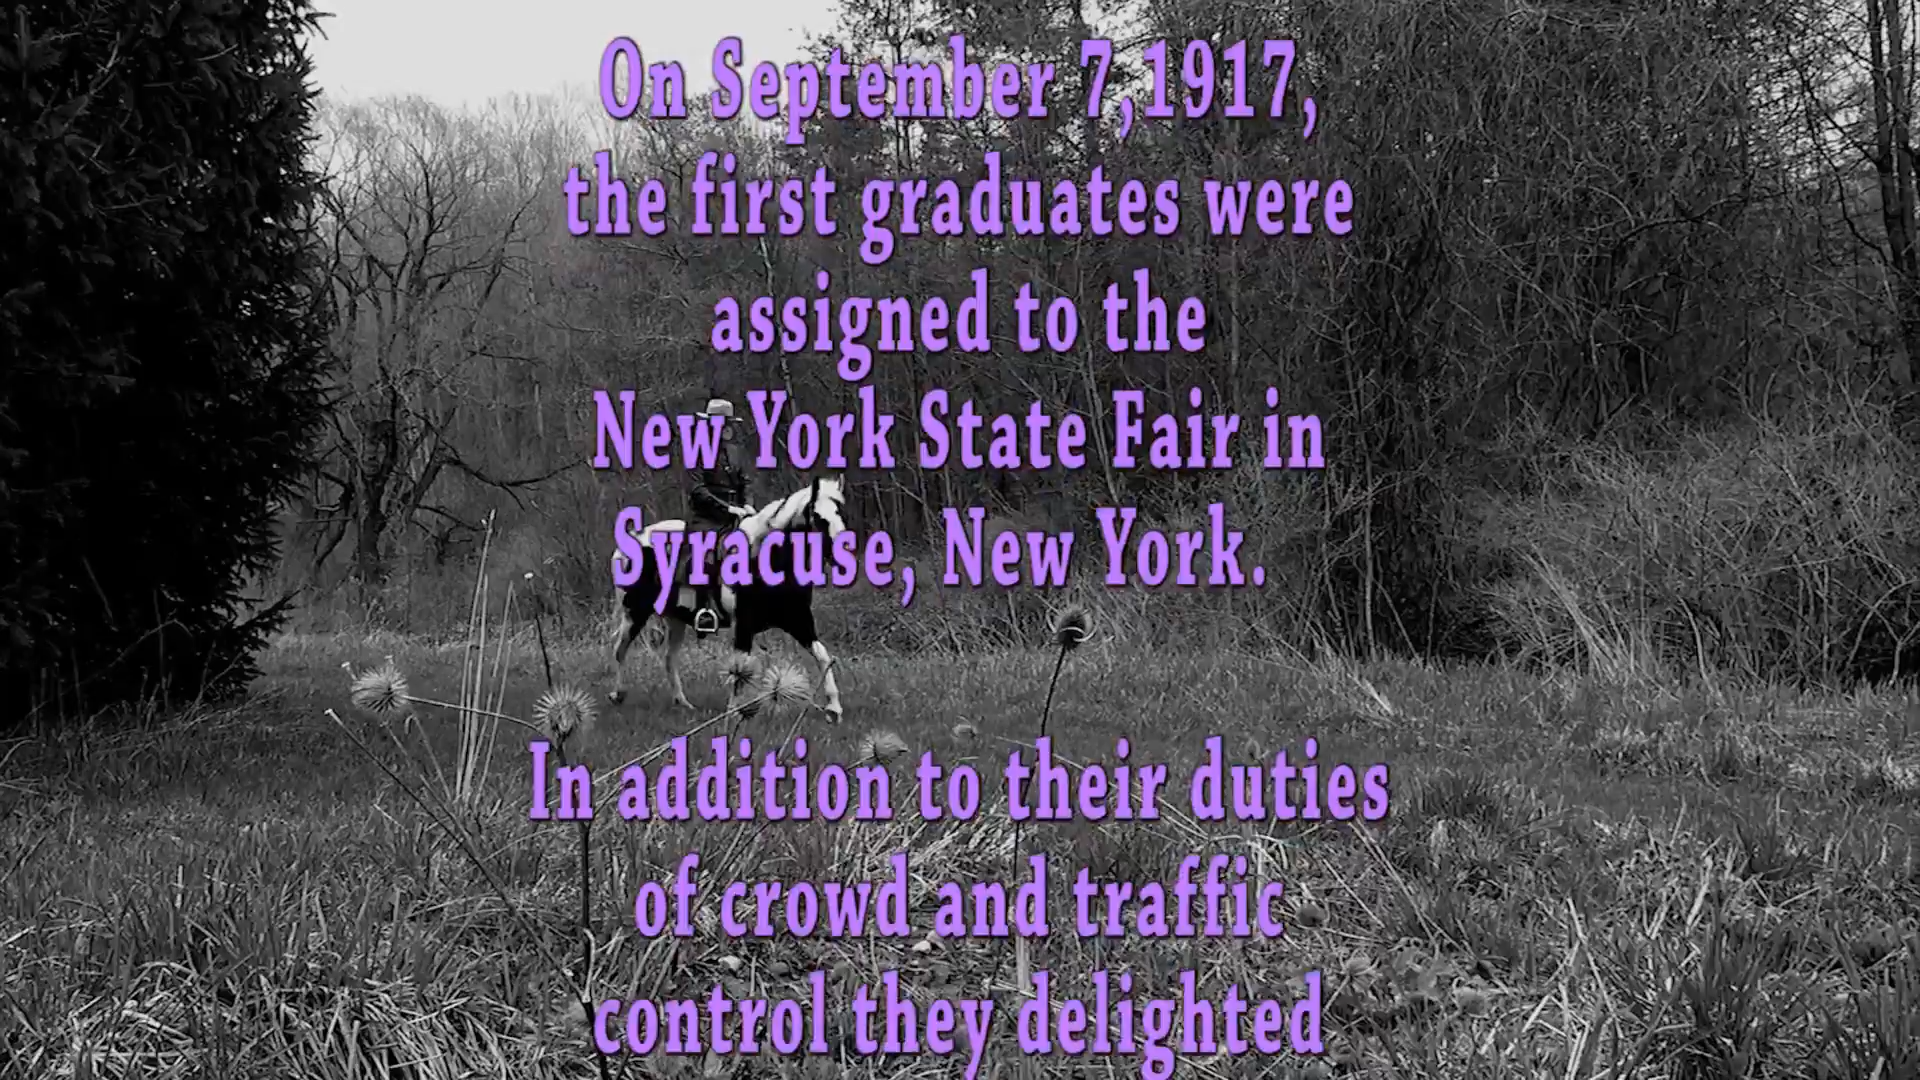 On September 7,1917,
the first graduates were
assigned to the
New York State Fair in
Syracuse, New York.
In addition to their duties
of crowd and traffic
control they delighted